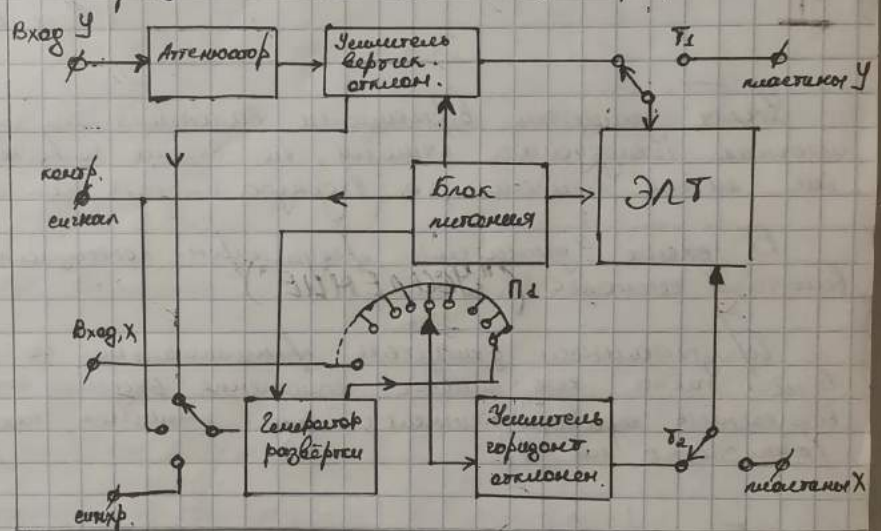 Вход У
Аттенюатор
Усилитель
вертик.
отклон.
Т1
пластины У
контр.
сигнал
Блок
питания
ЭЛТ
П1
Вход, Х
Генератор
развёртки
Усилитель
горизонт.
отклонен.
Т2
пластины Х
синхр.